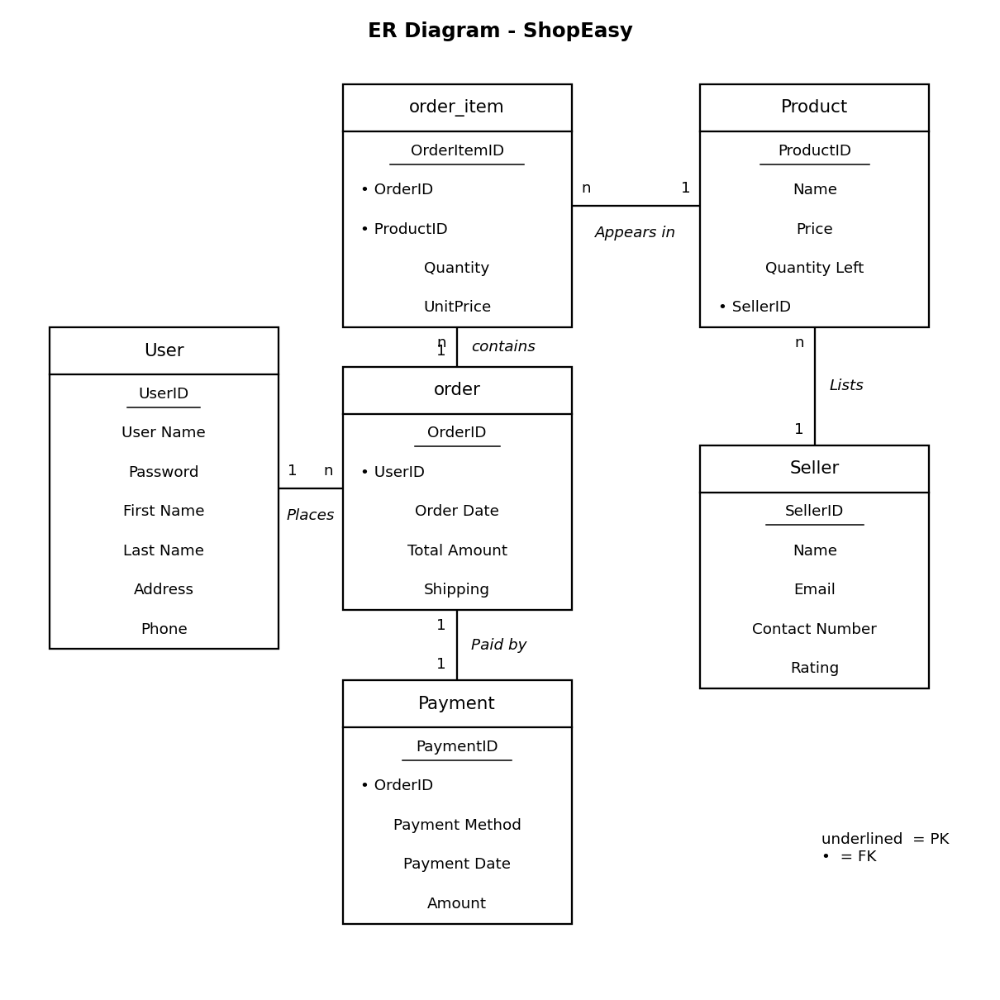 ER Diagram - ShopEasy
order_item
OrderItemID
• OrderID
• ProductID
Quantity
UnitPrice
Product
ProductID
Name
Price
Quantity Left
• SellerID
n
1
Appears in
n
1
contains
n
Lists
1
User
UserID
User Name
Password
First Name
Last Name
Address
Phone
1
n
Places
order
OrderID
• UserID
Order Date
Total Amount
Shipping
Seller
SellerID
Name
Email
Contact Number
Rating
1
Paid by
1
Payment
PaymentID
• OrderID
Payment Method
Payment Date
Amount
underlined = PK
• = FK